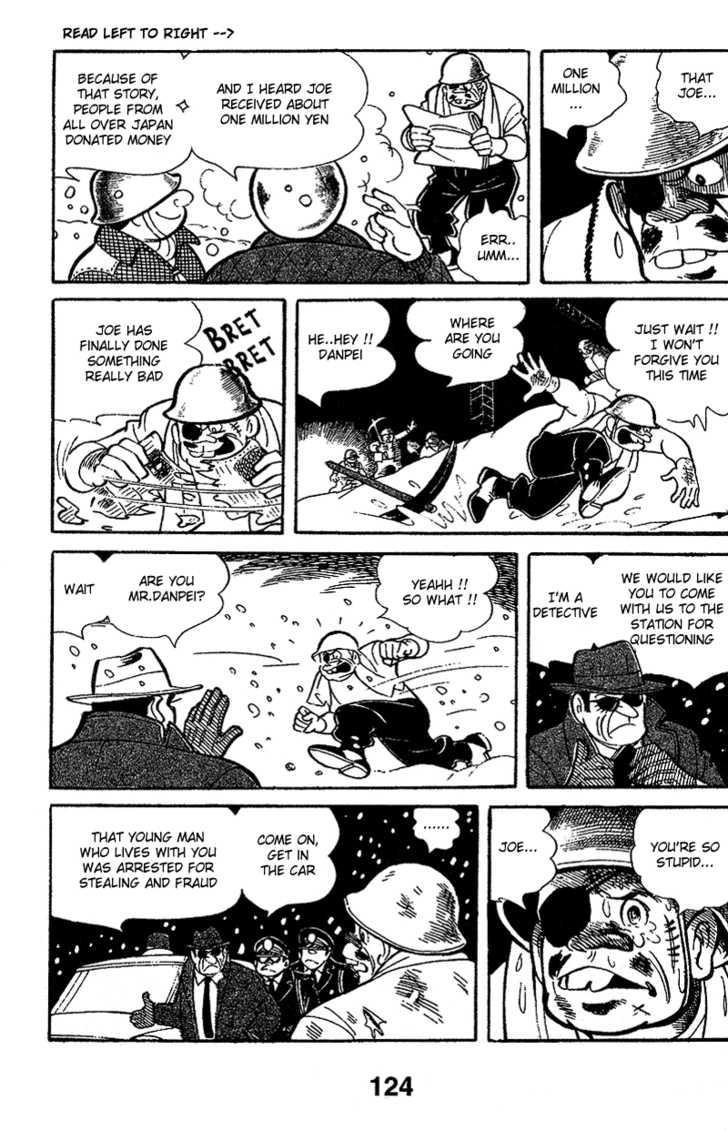 READ LEFT TO RIGHT -->
BECAUSE OF
THAT STORY,
PEOPLE FROM
ALL OVER JAPAN
DONATED MONEY
AND I HEARD JOE
RECEIVED ABOUT
ONE MILLION YEN
ERR..
UMM...
ONE
MILLION
...
THAT
JOE...
JOE HAS
FINALLY DONE
SOMETHING
REALLY BAD
BRET
BRET
HE..HEY !!
DANPEI
WHERE
ARE YOU
GOING
JUST WAIT !!
I WON'T
FORGIVE YOU
THIS TIME
WAIT
ARE YOU
MR.DANPEI?
YEAHH !!
SO WHAT !!
I'M A
DETECTIVE
WE WOULD LIKE
YOU TO COME
WITH US TO THE
STATION FOR
QUESTIONING
THAT YOUNG MAN
WHO LIVES WITH YOU
WAS ARRESTED FOR
STEALING AND FRAUD
COME ON,
GET IN
THE CAR
......
JOE...
YOU'RE SO
STUPID...
124